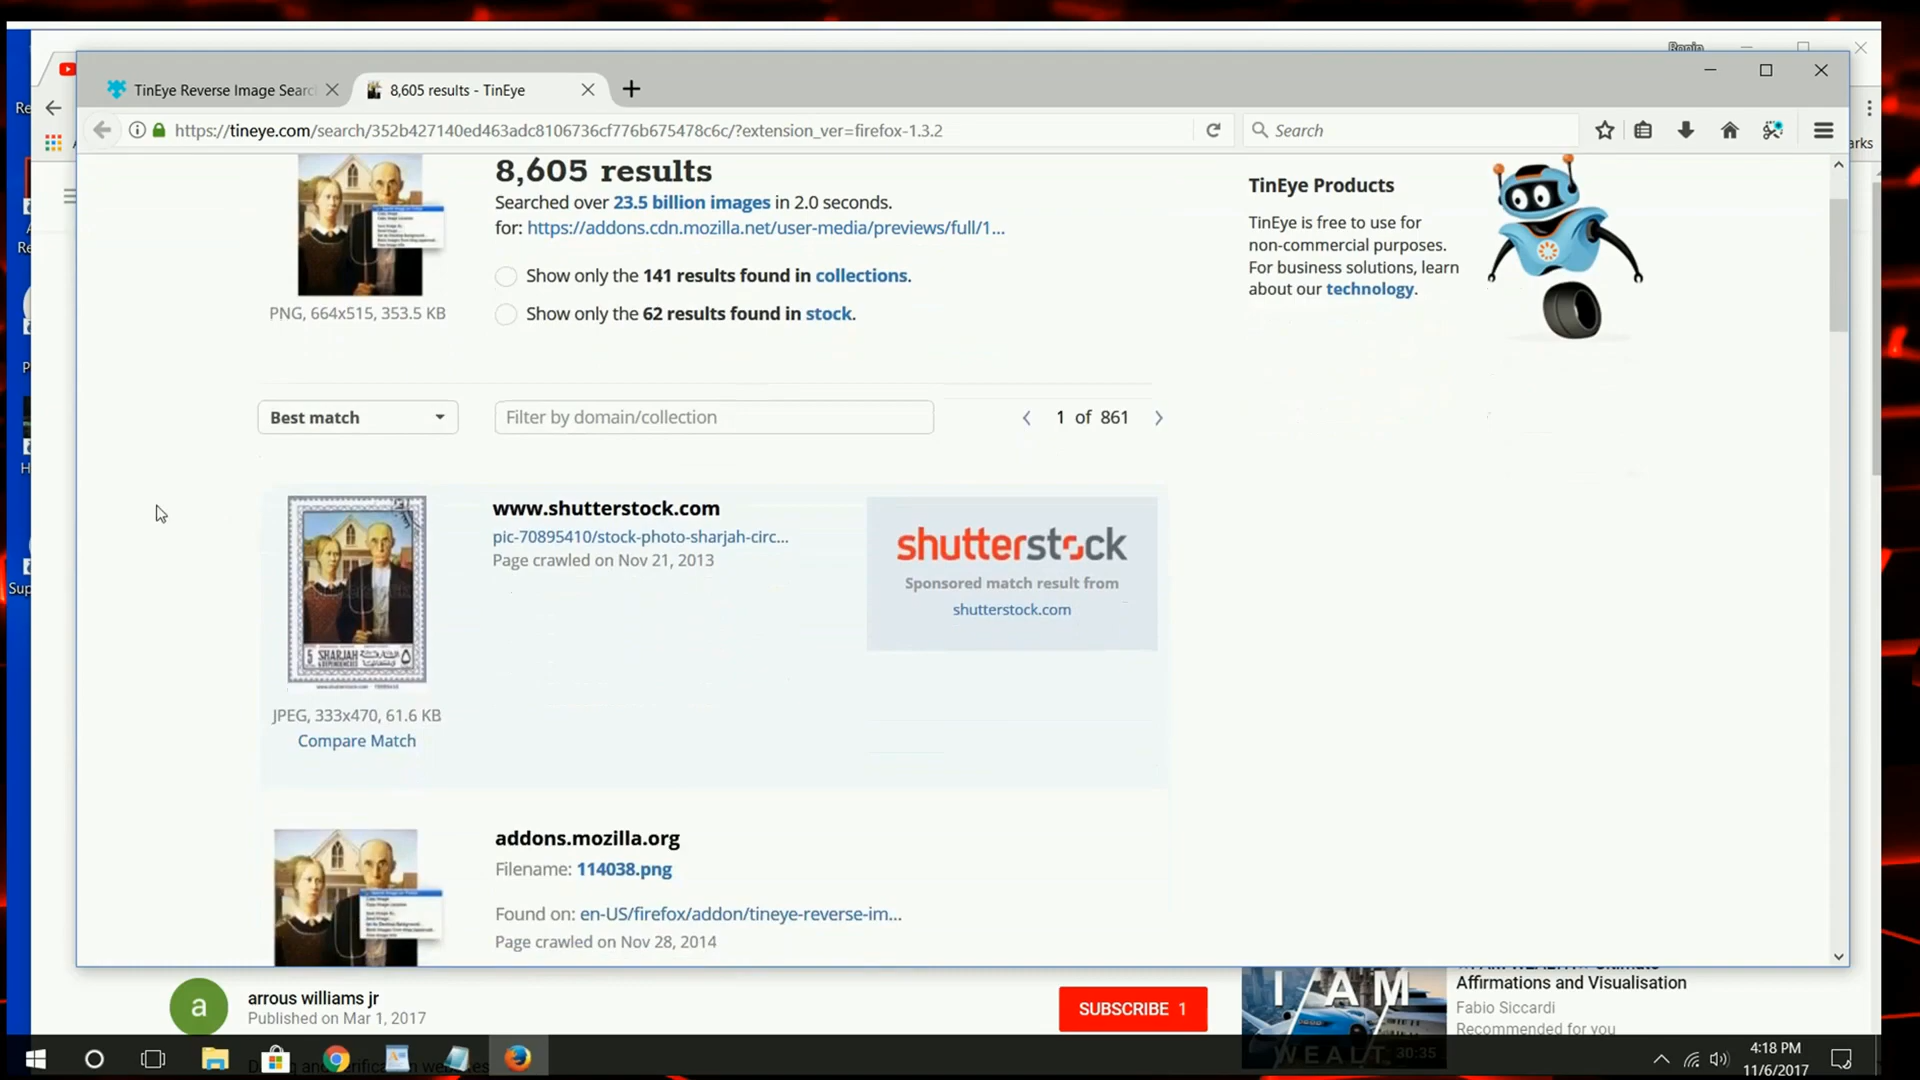 Ronin
TinEye Reverse Image Searc
8,605 results - TinEye
https://tineye.com/search/352b427140ed463adc8106736cf776b675478c6c/?extension_ver=firefox-1.3.2
Search
arks
8,605 results
Searched over 23.5 billion images in 2.0 seconds.
for: https://addons.cdn.mozilla.net/user-media/previews/full/1...
Show only the 141 results found in collections.
Show only the 62 results found in stock.
PNG, 664x515, 353.5 KB
TinEye Products
TinEye is free to use for
non-commercial purposes.
For business solutions, learn
about our technology.
Best match
Filter by domain/collection
1 of 861
www.shutterstock.com
pic-70895410/stock-photo-sharjah-circ...
Page crawled on Nov 21, 2013
shutterstock
Sponsored match result from
shutterstock.com
5 SHARJAH
JPEG, 333x470, 61.6 KB
Compare Match
addons.mozilla.org
Filename: 114038.png
Found on: en-US/firefox/addon/tineye-reverse-im...
Page crawled on Nov 28, 2014
a
arrous williams jr
Published on Mar 1, 2017
SUBSCRIBE 1
I AM
WEALT
30:35
Affirmations and Visualisation
Fabio Siccardi
Recommended for you
4:18 PM
11/6/2017